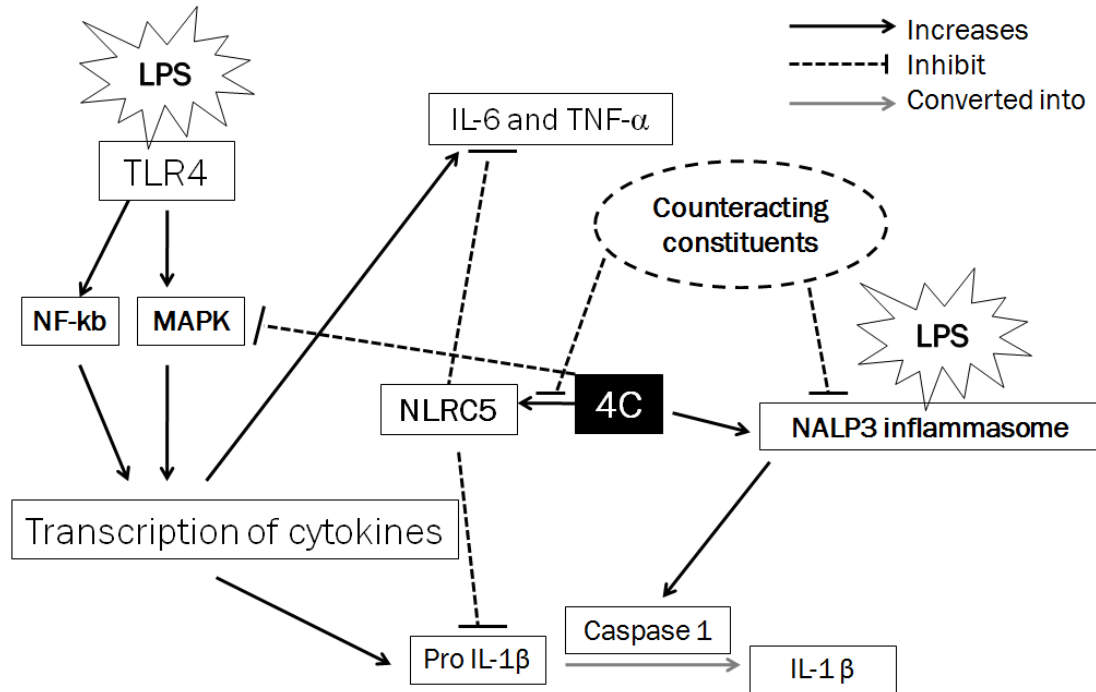 LPS
Increases
Inhibit
Converted into
IL-6 and TNF-α
TLR4
Counteracting
constituents
NF-kb
MAPK
LPS
NLRC5
4C
NALP3 inflammasome
Transcription of cytokines
Caspase 1
Pro IL-1β
IL-1 β